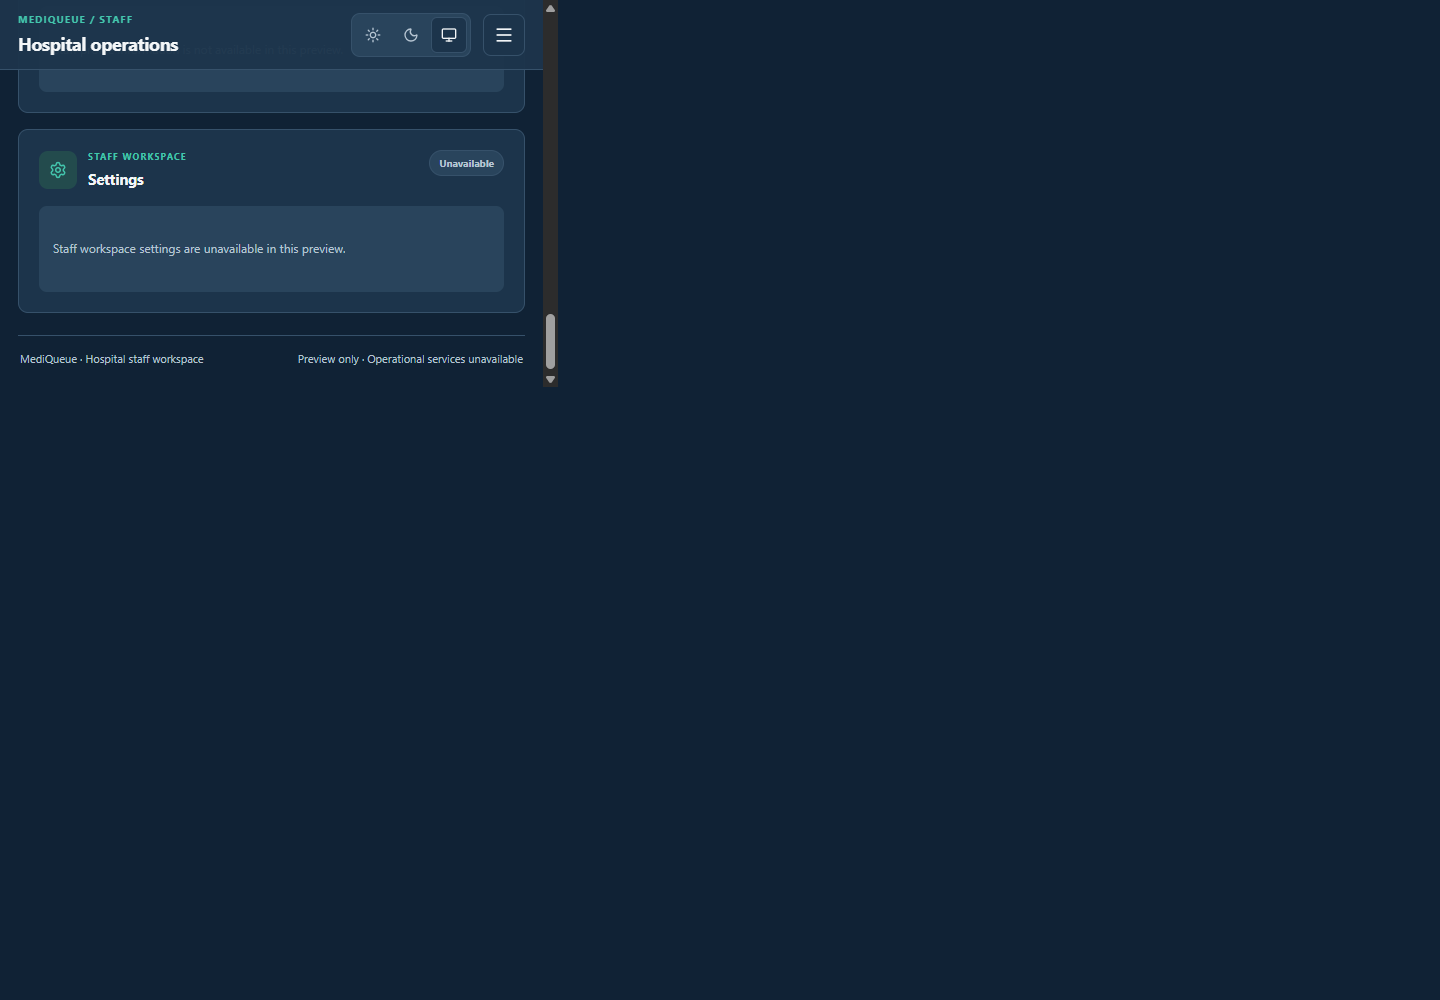 MEDIQUEUE / STAFF
Hospital operations
STAFF WORKSPACE
Settings
Unavailable
Staff workspace settings are unavailable in this preview.
MediQueue · Hospital staff workspace
Preview only · Operational services unavailable